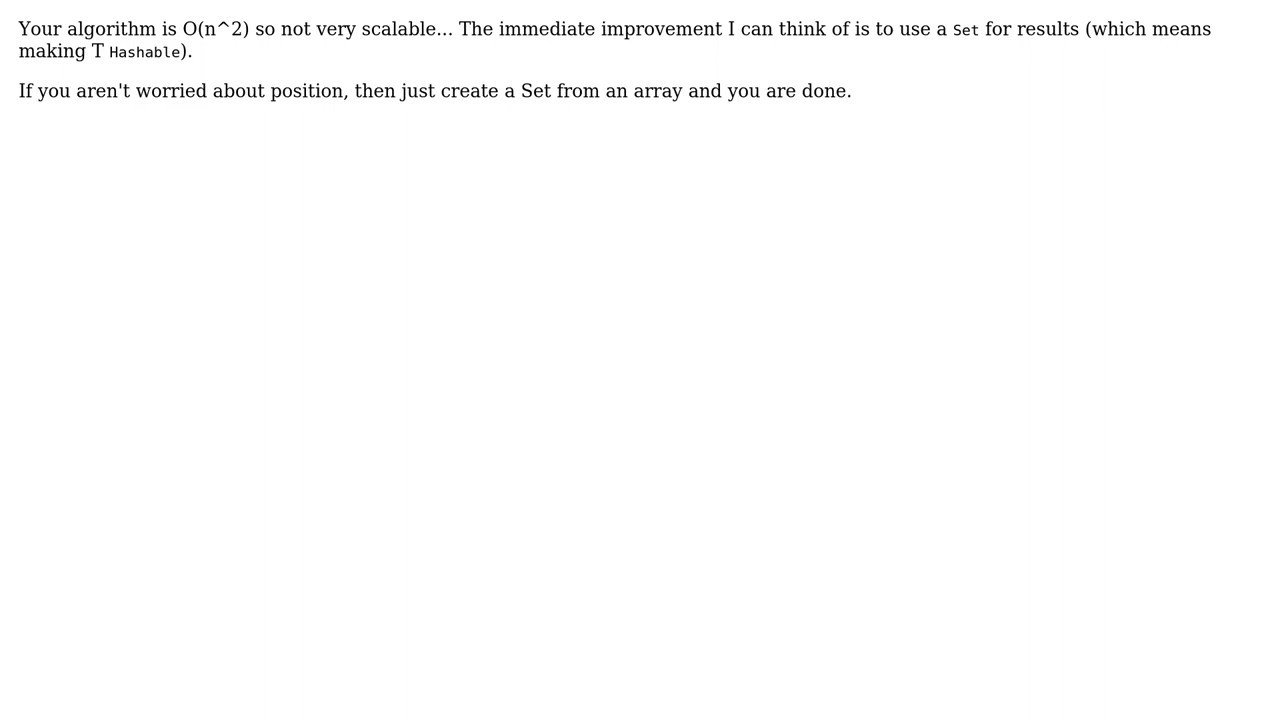 Your algorithm is O(n^2) so not very scalable... The immediate improvement I can think of is to use a Set for results (which means
making T Hashable).
If you aren't worried about position, then just create a Set from an array and you are done.